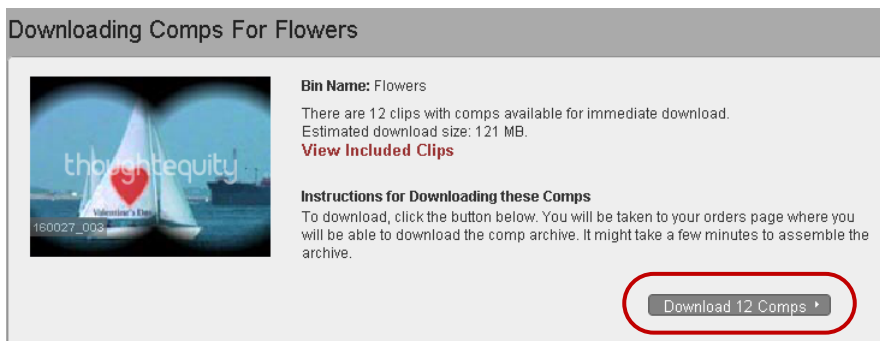 Downloading Comps For Flowers
thoughtequity
Valentine's Day
160027_003
Bin Name: Flowers
There are 12 clips with comps available for immediate download.
Estimated download size: 121 MB.
View Included Clips
Instructions for Downloading these Comps
To download, click the button below. You will be taken to your orders page where you
will be able to download the comp archive. It might take a few minutes to assemble the
archive.
Download 12 Comps